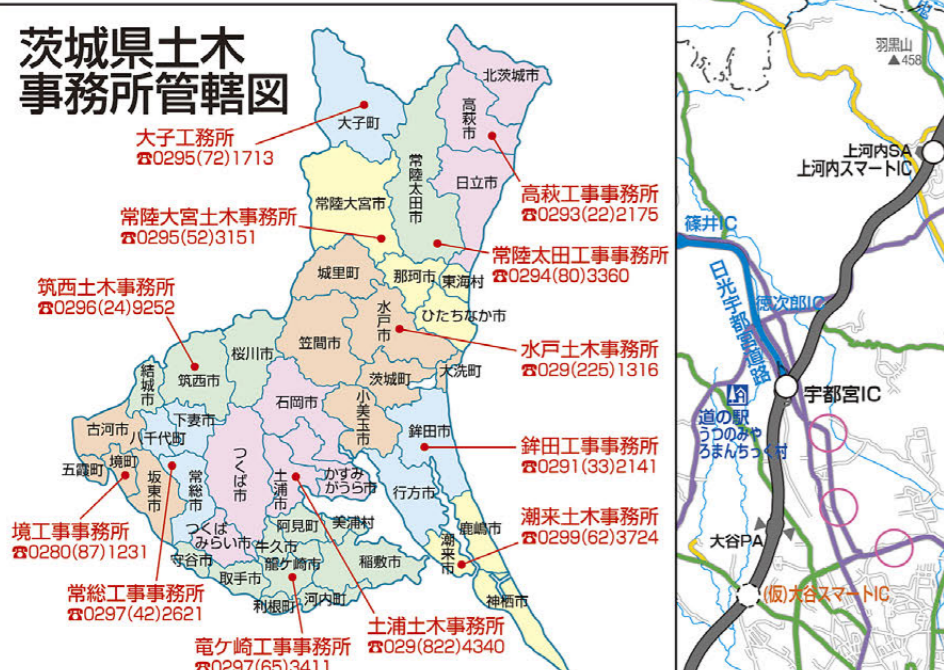 茨城県土木
事務所管轄図
大子工務所
☎0295(72)1713
常陸大宮土木事務所
☎0295(52)3151
筑西土木事務所
☎0296(24)9252
境工事事務所
☎0280(87)1231
常総工事事務所
☎0297(42)2621
竜ケ崎工事事務所
☎0297(65)3411
土浦土木事務所
☎029(822)4340
高萩工事事務所
☎0293(22)2175
常陸太田工事事務所
☎0294(80)3360
水戸土木事務所
☎029(225)1316
鉾田工事事務所
☎0291(33)2141
潮来土木事務所
☎0299(62)3724
北茨城市
大子町
高萩市
常陸太田市
日立市
常陸大宮市
城里町
那珂市
東海村
ひたちなか市
水戸市
笠間市
桜川市
茨城町
大洗町
筑西市
結城市
石岡市
小美玉市
下妻市
古河市
八千代町
鉾田市
五霞町
境町
坂東市
常総市
つくば市
土浦市
かすみ
がうら市
行方市
つくば
みらい市
阿見町
美浦村
鹿嶋市
潮来市
守谷市
牛久市
龍ケ崎市
稲敷市
取手市
利根町
河内町
神栖市
羽黒山
▲458
上河内SA
上河内スマートIC
篠井IC
日光宇都宮道路
徳次郎IC
宇都宮IC
道の駅
うつのみや
ろまんちっく村
大谷PA
(仮)大谷スマートIC